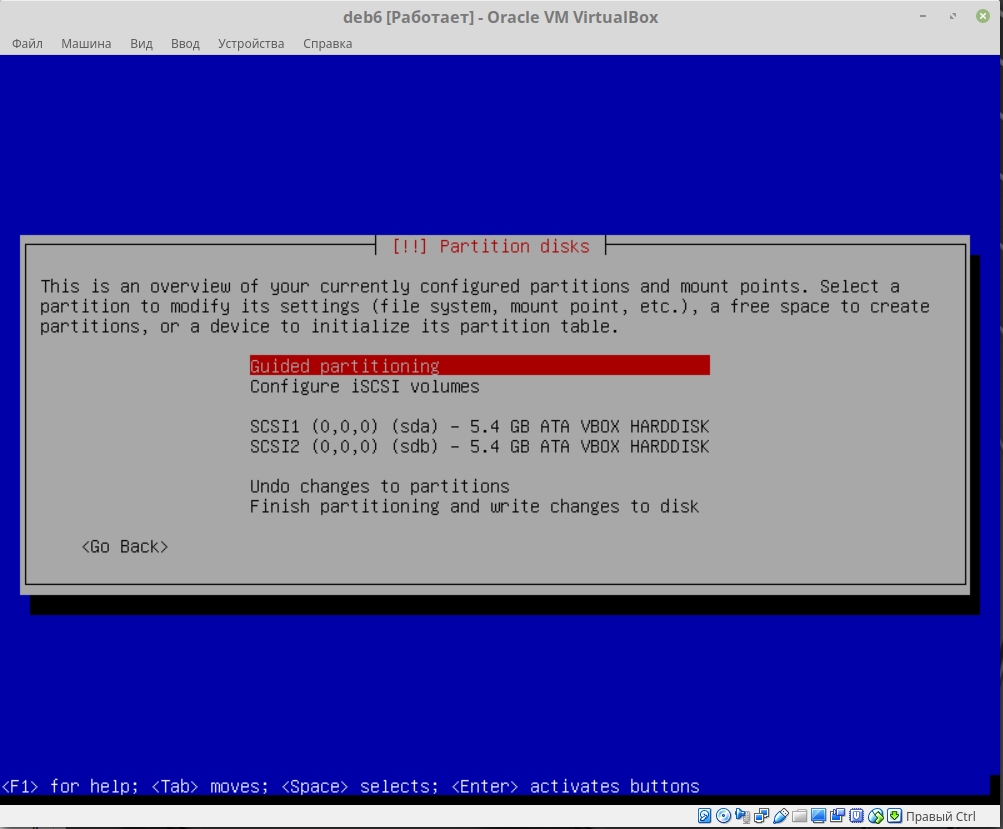 deb6 [Работает] - Oracle VM VirtualBox
Файл Машина Вид Ввод Устройства Справка
[!!] Partition disks
This is an overview of your currently configured partitions and mount points. Select a
partition to modify its settings (file system, mount point, etc.), a free space to create
partitions, or a device to initialize its partition table.
Guided partitioning
Configure iSCSI volumes
SCSI1 (0,0,0) (sda) - 5.4 GB ATA VBOX HARDDISK
SCSI2 (0,0,0) (sdb) - 5.4 GB ATA VBOX HARDDISK
Undo changes to partitions
Finish partitioning and write changes to disk
<Go Back>
<F1> for help; <Tab> moves; <Space> selects; <Enter> activates buttons
Правый Ctrl